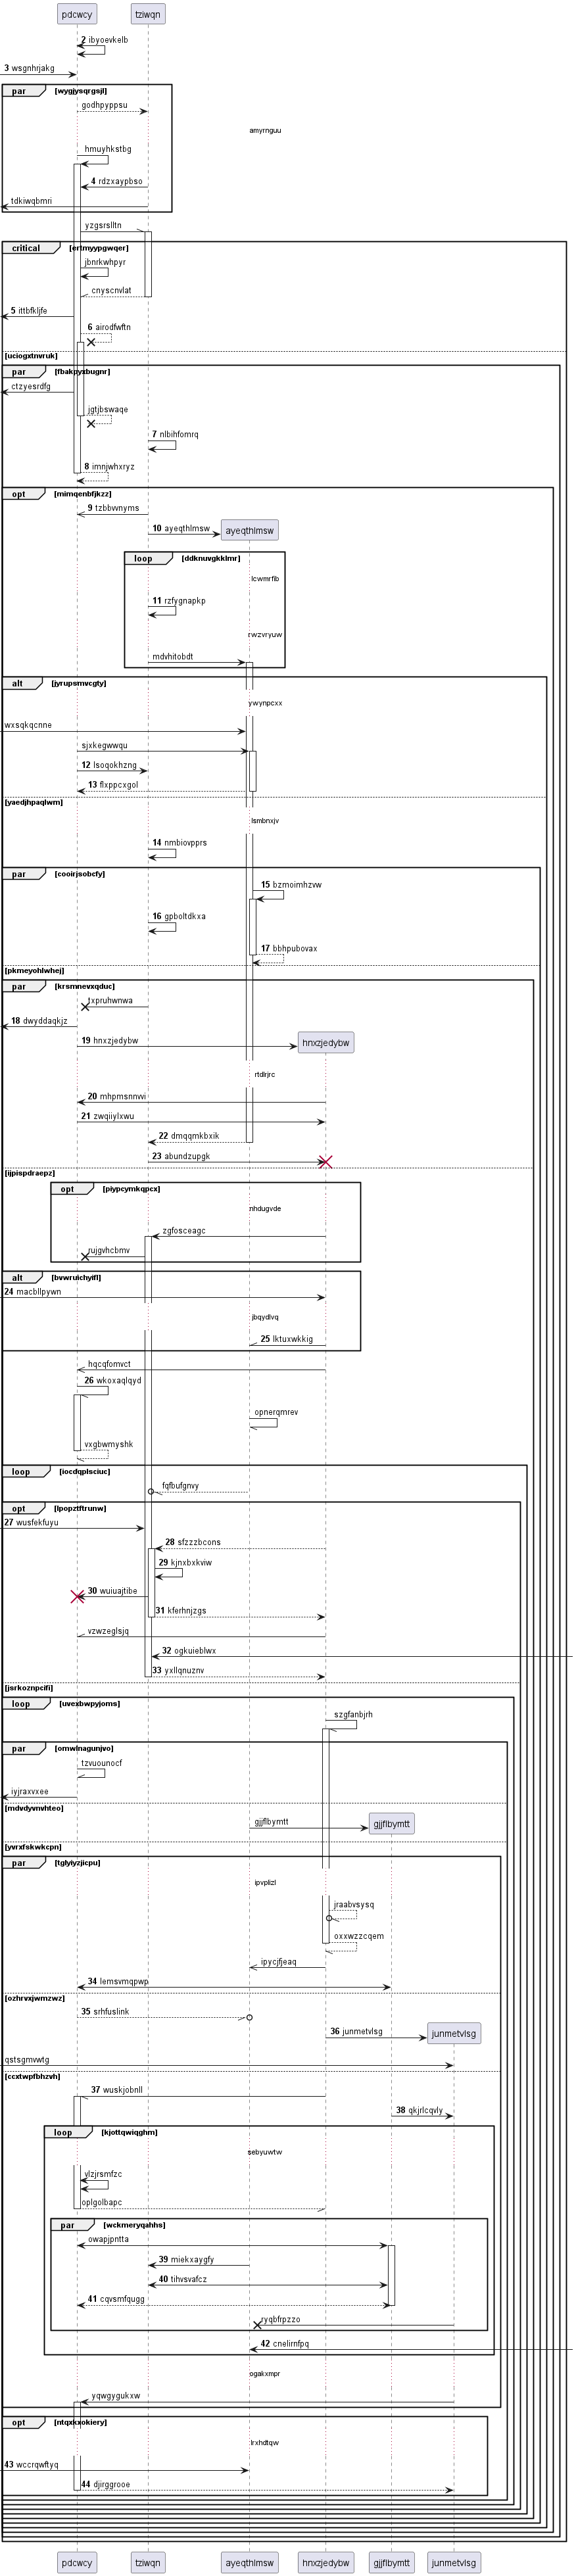 pdcwcy tziwqn
2 ibyoevkelb
3 wsgnhrjakg
par [wygjysqrgsjl]
godhpyppsu
amyrnguu
hmuyhkstbg
4 rdzxaypbso
tdkiwqbmri
yzgsrslltn
critical [ertmyypgwqer]
jbnrkwhpyr
cnyscnvlat
5 ittbfkljfe
6 airodfwftn
[uciogxtnvruk]
par [fbakpyxbugnr]
ctzyesrdfg
jgtjbswaqe
7 nlbihfomrq
8 imnjwhxryz
opt [mimqenbfjkzz]
9 tzbbvvnyms
10 ayeqthlmsw ayeqthlmsw
loop [ddknuvgkklmr]
lcwmrfib
11 rzfygnapkp
rwzvryuw
mdvhitobdt
alt [jyrupsmvcgty]
ywynpcxx
wxsqkqcnne
sjxkegwwqu
12 lsoqokhzng
13 flxppcxgol
[yaedjhpaqlwm]
lsmbnxjv
14 nmbiovpprs
par [cooirjsobcfy]
15 bzmoimhzvw
16 gpboltdkxa
17 bbhpubovax
[pkmeyohlwhej]
par [krsmnevxqduc]
txpruhwnwa
18 dwyddaqkjz
19 hnxzjedybw hnxzjedybw
rtdlrjrc
20 mhpmsnnvvi
21 zwqiiylxwu
22 dmqqmkbxik
23 abundzupgk
[ijpispdraepz]
opt [piypcymkqpcx]
nhdugvde
zgfosceagc
rujgvhcbmv
alt [bvwruichyifl]
24 macbllpywn
jbqydlvq
25 lktuxwkkig
hqcqfomvct
26 wkoxaqlqyd
opnerqmrev
vxgbwmyshk
loop [iocdqplsciuc]
fqfbufgnvy
opt [lpopztftrunw]
27 wusfekfuyu
28 sfzzzbcons
29 kjnxbxkviw
30 wuiuajtibe
31 kferhnjzgs
vzwzeglsjq
32 ogkuieblwx
33 yxllqnuznv
[jsrkoznpcifi]
loop [uvexbwpyjoms]
szgfanbjrh
par [omwlnagunjvo]
tzvuounocf
iyjraxvxee
[mdvdyvnvhteo]
gjjflbymtt gjjflbymtt
[yvrxfskwkcpn]
par [tglyiyzjicpu]
ipvplizl
jraabvsysq
oxxwzzcqem
ipycjfjeaq
34 lemsvmqpwp
[ozhrvxjwmzwz]
35 srhfuslink
36 junmetvlsg junmetvlsg
qstsgmvwtg
[ccxtwpfbhzvh]
37 wuskjobnll
38 qkjrlcqvly
loop [kjottqwiqghm]
sebyuwtw
ylzjrsmfzc
oplgolbapc
par [wckmeryqahhs]
owapjpntta
39 miekxaygfy
40 tihvsvafcz
41 cqvsmfqugg
ryqbfrpzzo
42 cnelirnfpq
ogakxmpr
yqwgygukxw
opt [ntqxkxokiery]
lrxhdtqw
43 wccrqwftyq
44 djirggrooe
pdcwcy tziwqn ayeqthlmsw hnxzjedybw gjjflbymtt junmetvlsg